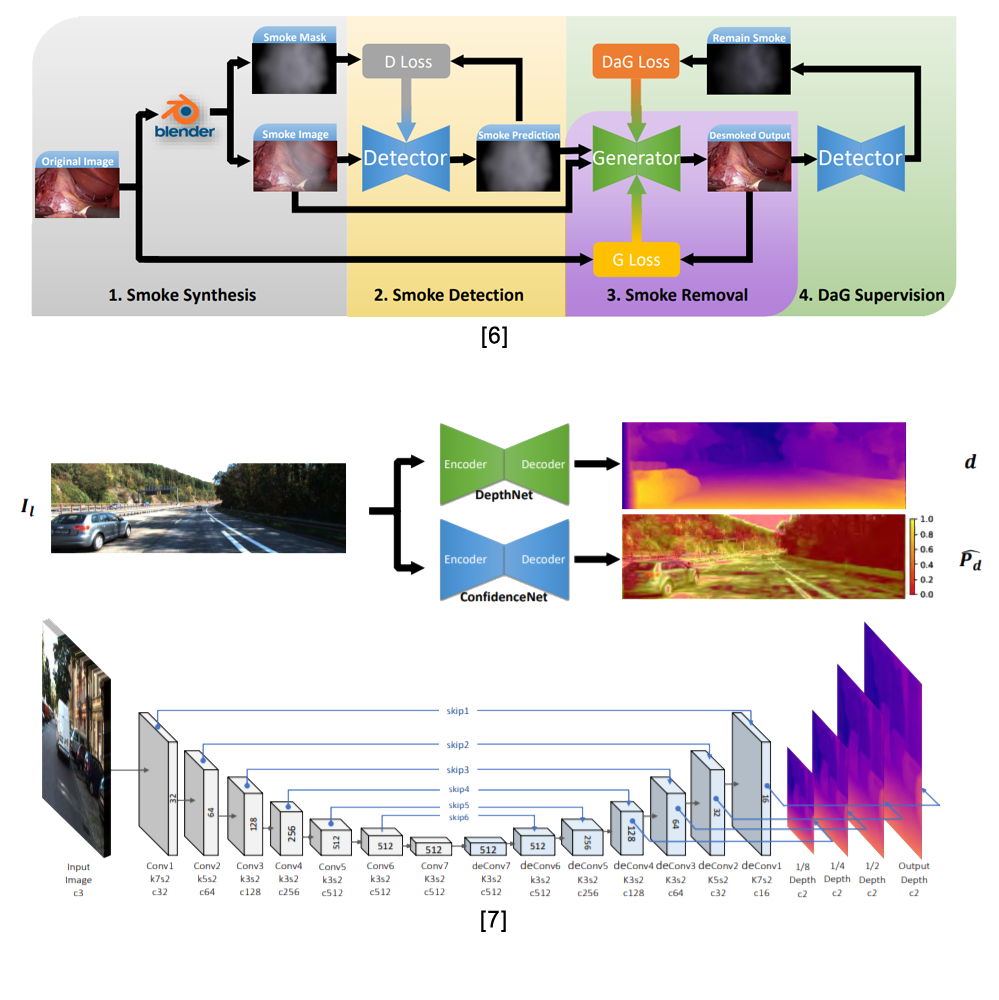 Smoke Mask
D Loss
DaG Loss
Remain Smoke
blender
Original Image
Smoke Image
Detector
Smoke Prediction
Generator
Desmoked Output
Detector
G Loss
1. Smoke Synthesis
2. Smoke Detection
3. Smoke Removal
4. DaG Supervision
[6]
I_l
Encoder
Decoder
DepthNet
d
Encoder
Decoder
ConfidenceNet
1.0
0.8
0.6
0.4
0.2
0.0
P̂_d
skip1
skip2
skip3
skip4
skip5
skip6
32
64
128
256
512
512
512
512
512
256
128
64
32
16
Input
Image
c3
Conv1
k7s2
c32
Conv2
k5s2
c64
Conv3
k3s2
c128
Conv4
k3s2
c256
Conv5
k3s2
c512
Conv6
k3s2
c512
Conv7
k3s2
c512
deConv7
K3s2
c512
deConv6
k3s2
c512
deConv5
K3s2
c256
deConv4
K3s2
c128
deConv3
K3s2
c64
deConv2
K5s2
c32
deConv1
K7s2
c16
1/8
Depth
c2
1/4
Depth
c2
1/2
Depth
c2
Output
Depth
c2
[7]